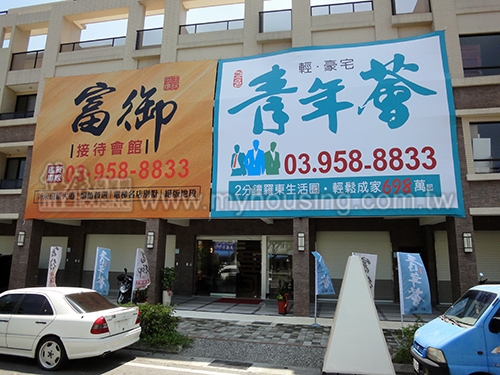 富御
接待會館
03.958-8833
輕·豪宅
青年薈
03.958-8833
2分鐘羅東生活圈·輕鬆成家698萬起
www.myhousing.com.tw